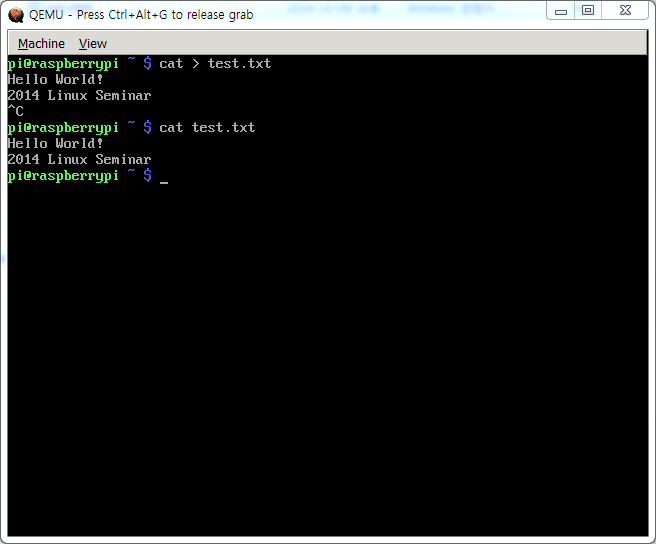 QEMU - Press Ctrl+Alt+G to release grab
Machine View
pi@raspberrypi ~ $ cat > test.txt
Hello World!
2014 Linux Seminar
^C
pi@raspberrypi ~ $ cat test.txt
Hello World!
2014 Linux Seminar
pi@raspberrypi ~ $ _